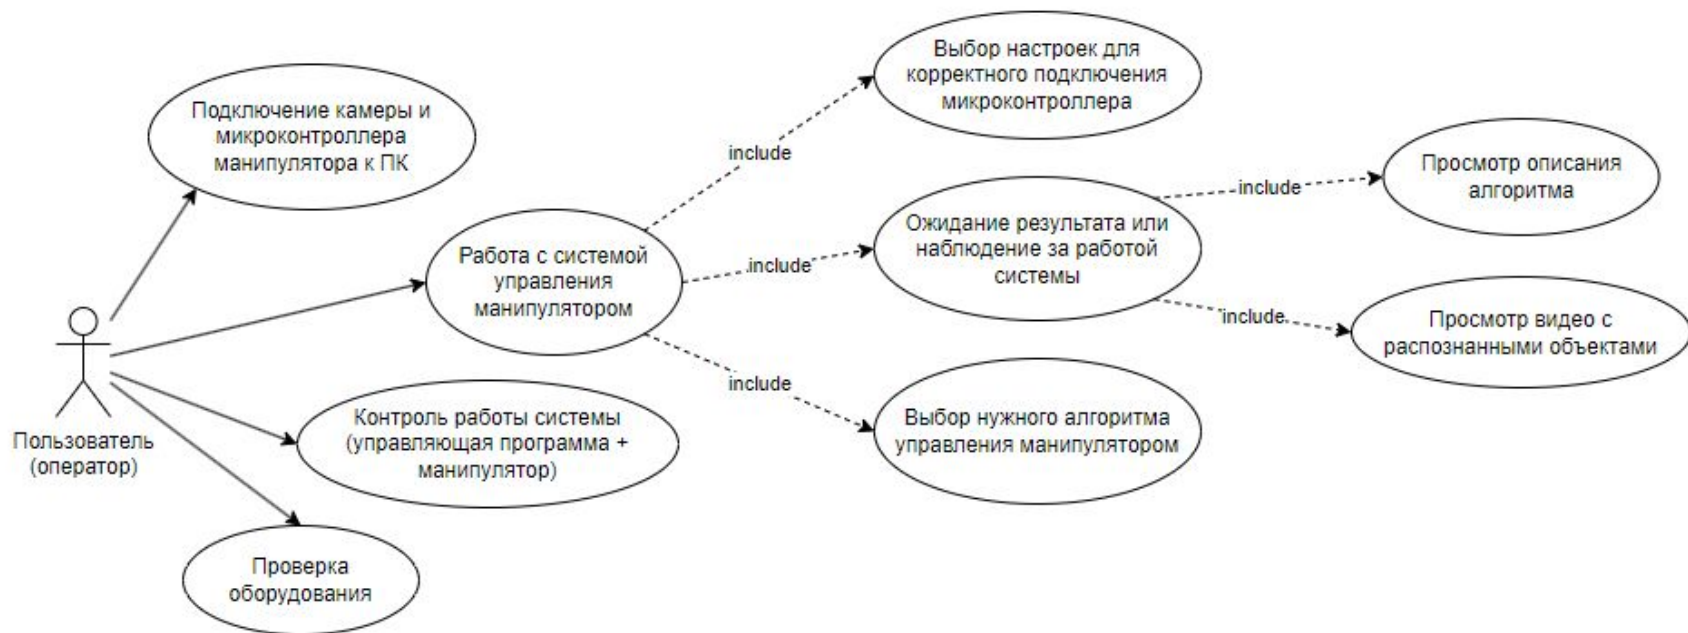 Выбор настроек для
корректного подключения
микроконтроллера
Подключение камеры и
микроконтроллера
манипулятора к ПК
include
Просмотр описания
алгоритма
include
Ожидание результата или
наблюдение за работой
системы
Работа с системой
управления
манипулятором
include
include
Просмотр видео с
распознанными объектами
include
Выбор нужного алгоритма
управления манипулятором
Контроль работы системы
(управляющая программа +
манипулятор)
Пользователь
(оператор)
Проверка
оборудования